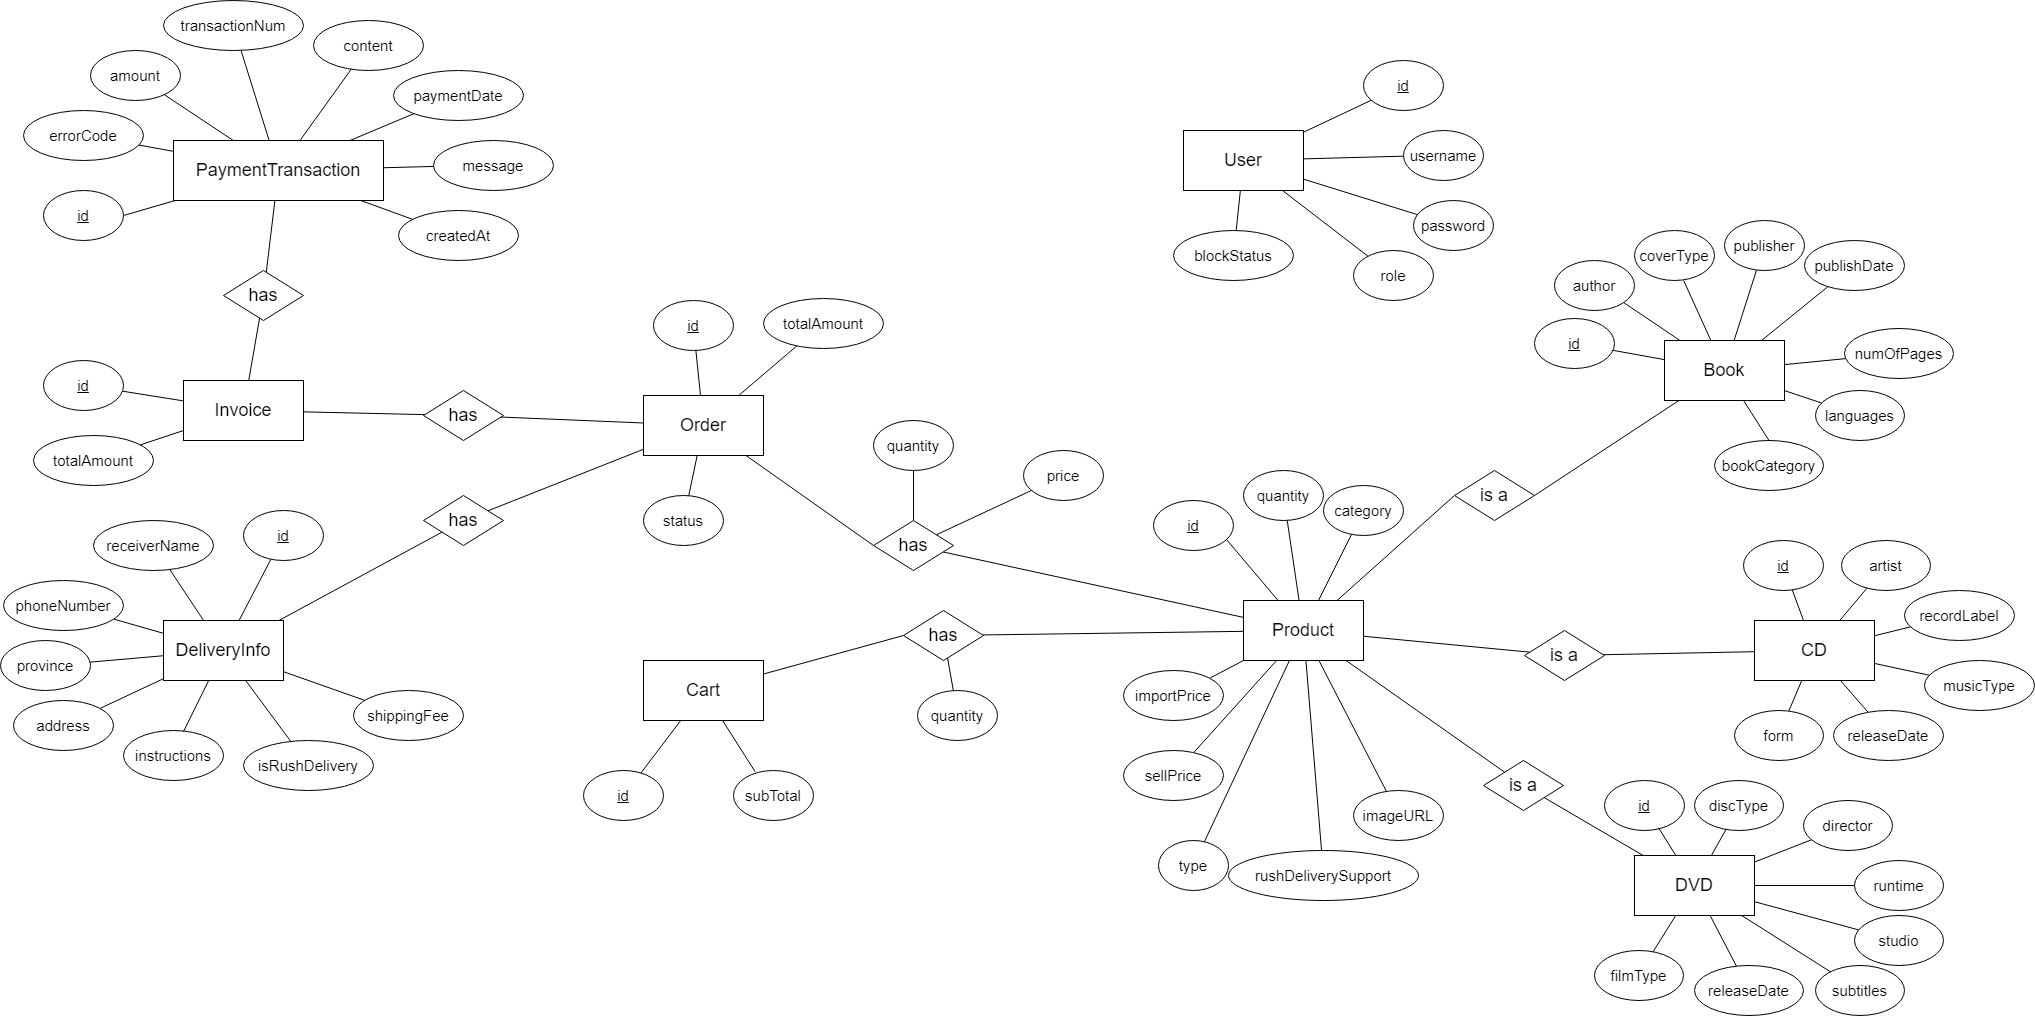 transactionNum
content
amount
paymentDate
errorCode
PaymentTransaction
message
id
createdAt
has
id
Invoice
totalAmount
has
id
totalAmount
Order
status
has
receiverName
id
phoneNumber
DeliveryInfo
province
address
instructions
isRushDelivery
shippingFee
quantity
price
has
Cart
id
subTotal
has
quantity
id
username
User
password
blockStatus
role
id
quantity
category
Product
importPrice
sellPrice
type
rushDeliverySupport
imageURL
is a
author
coverType
publisher
publishDate
id
Book
numOfPages
languages
bookCategory
is a
id
artist
recordLabel
CD
musicType
form
releaseDate
is a
id
discType
director
DVD
runtime
studio
filmType
releaseDate
subtitles